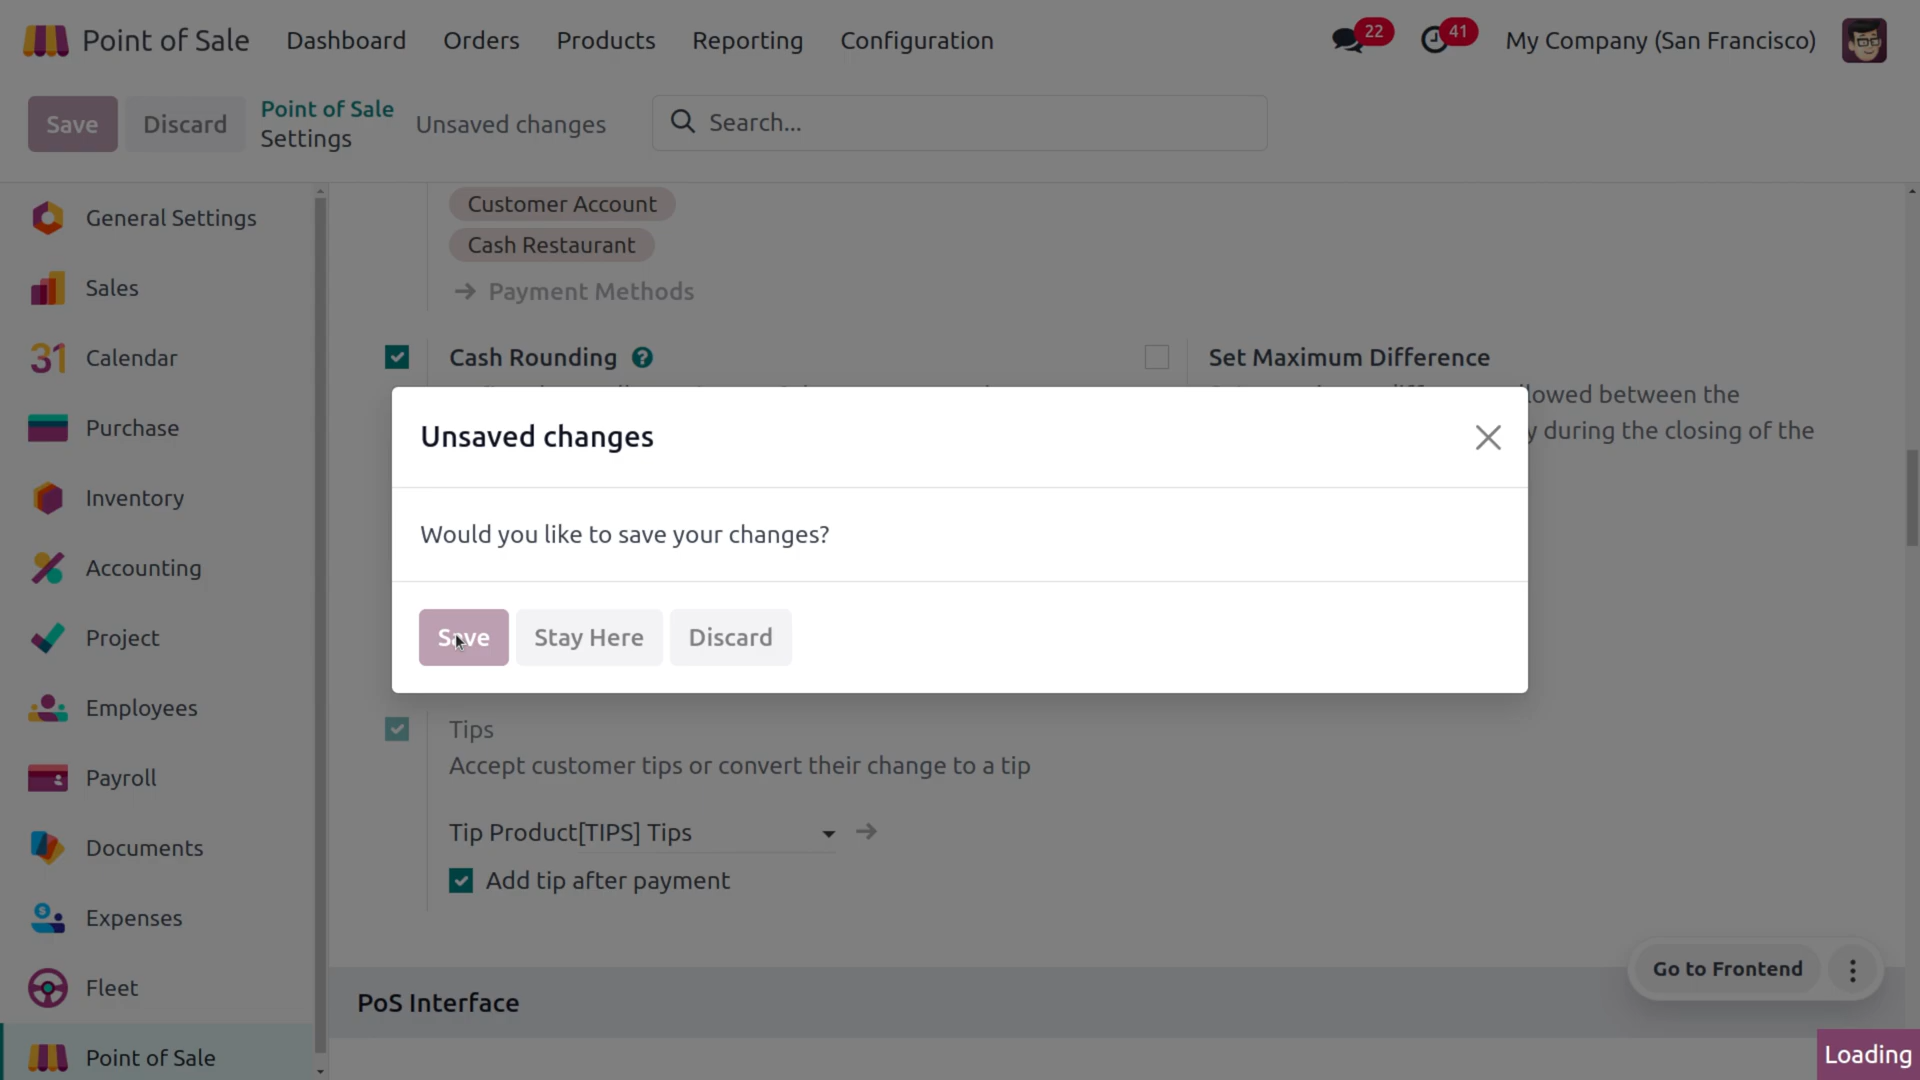 Point of Sale
Dashboard
Orders
Products
Reporting
Configuration
22
41
My Company (San Francisco)
Save
Discard
Point of Sale
Settings
Unsaved changes
Search...
General Settings
Sales
31 Calendar
Purchase
Inventory
Accounting
Project
Employees
Payroll
Documents
Expenses
Fleet
Point of Sale
Customer Account
Cash Restaurant
Payment Methods
Cash Rounding ?
Set Maximum Difference
lowed between the
y during the closing of the
Unsaved changes
Would you like to save your changes?
Save
Stay Here
Discard
Tips
Accept customer tips or convert their change to a tip
Tip Product[TIPS] Tips
Add tip after payment
PoS Interface
Go to Frontend
Loading